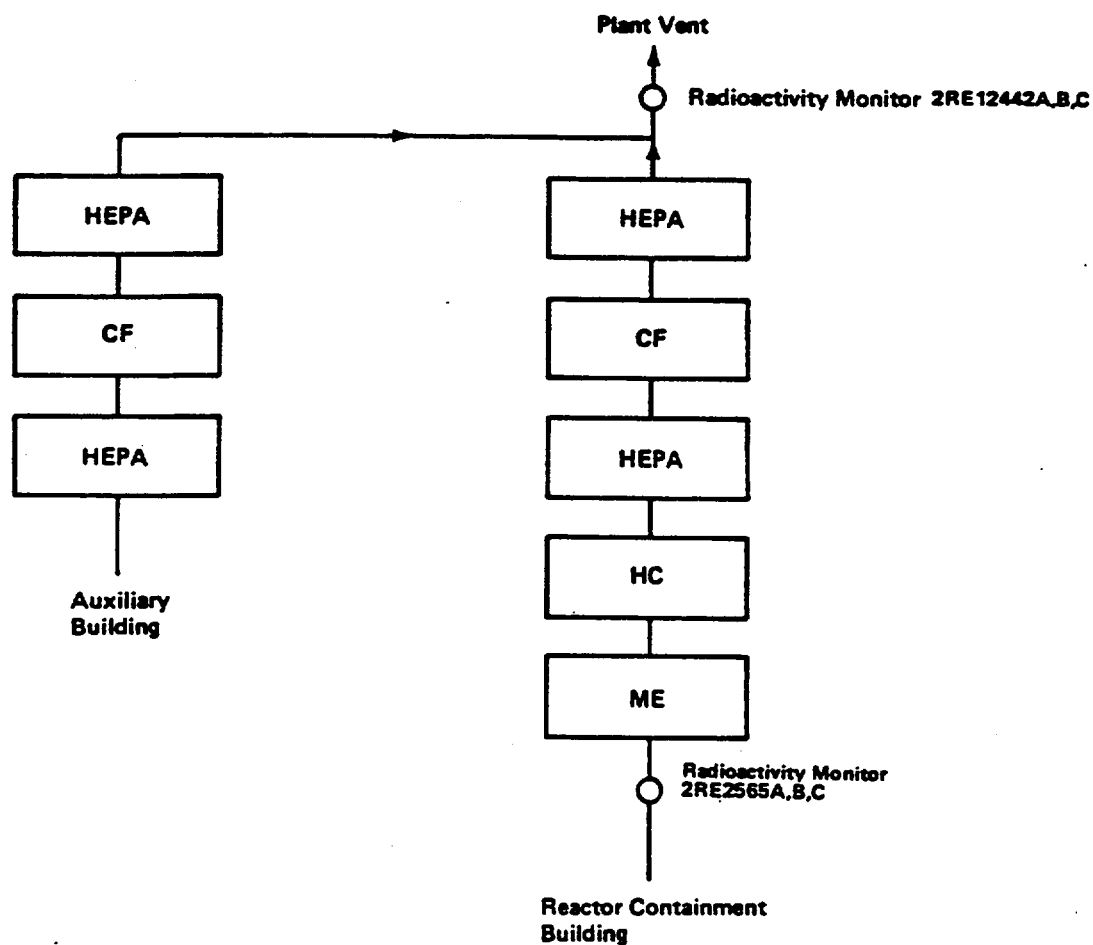 Plant Vent
Radioactivity Monitor 2RE12442A,B,C
HEPA
HEPA
CF
CF
HEPA
HEPA
HC
Auxiliary
Building
ME
Radioactivity Monitor
2RE2565A,B,C
Reactor Containment
Building